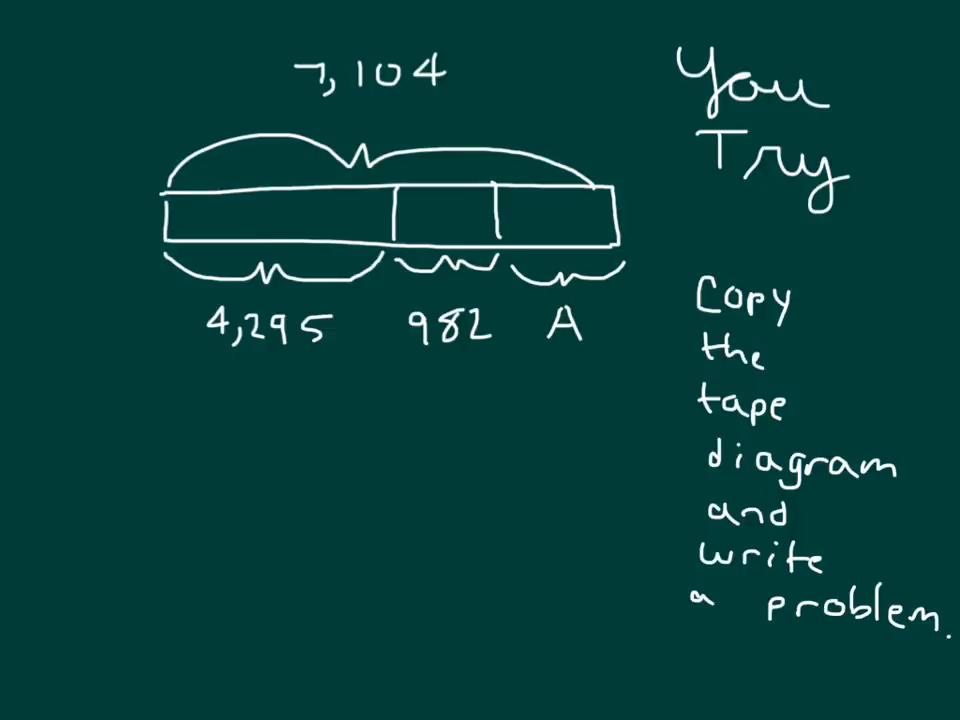 7,104
4,295 982 A
You
Try
Copy
the
tape
diagram
and
write
a problem.